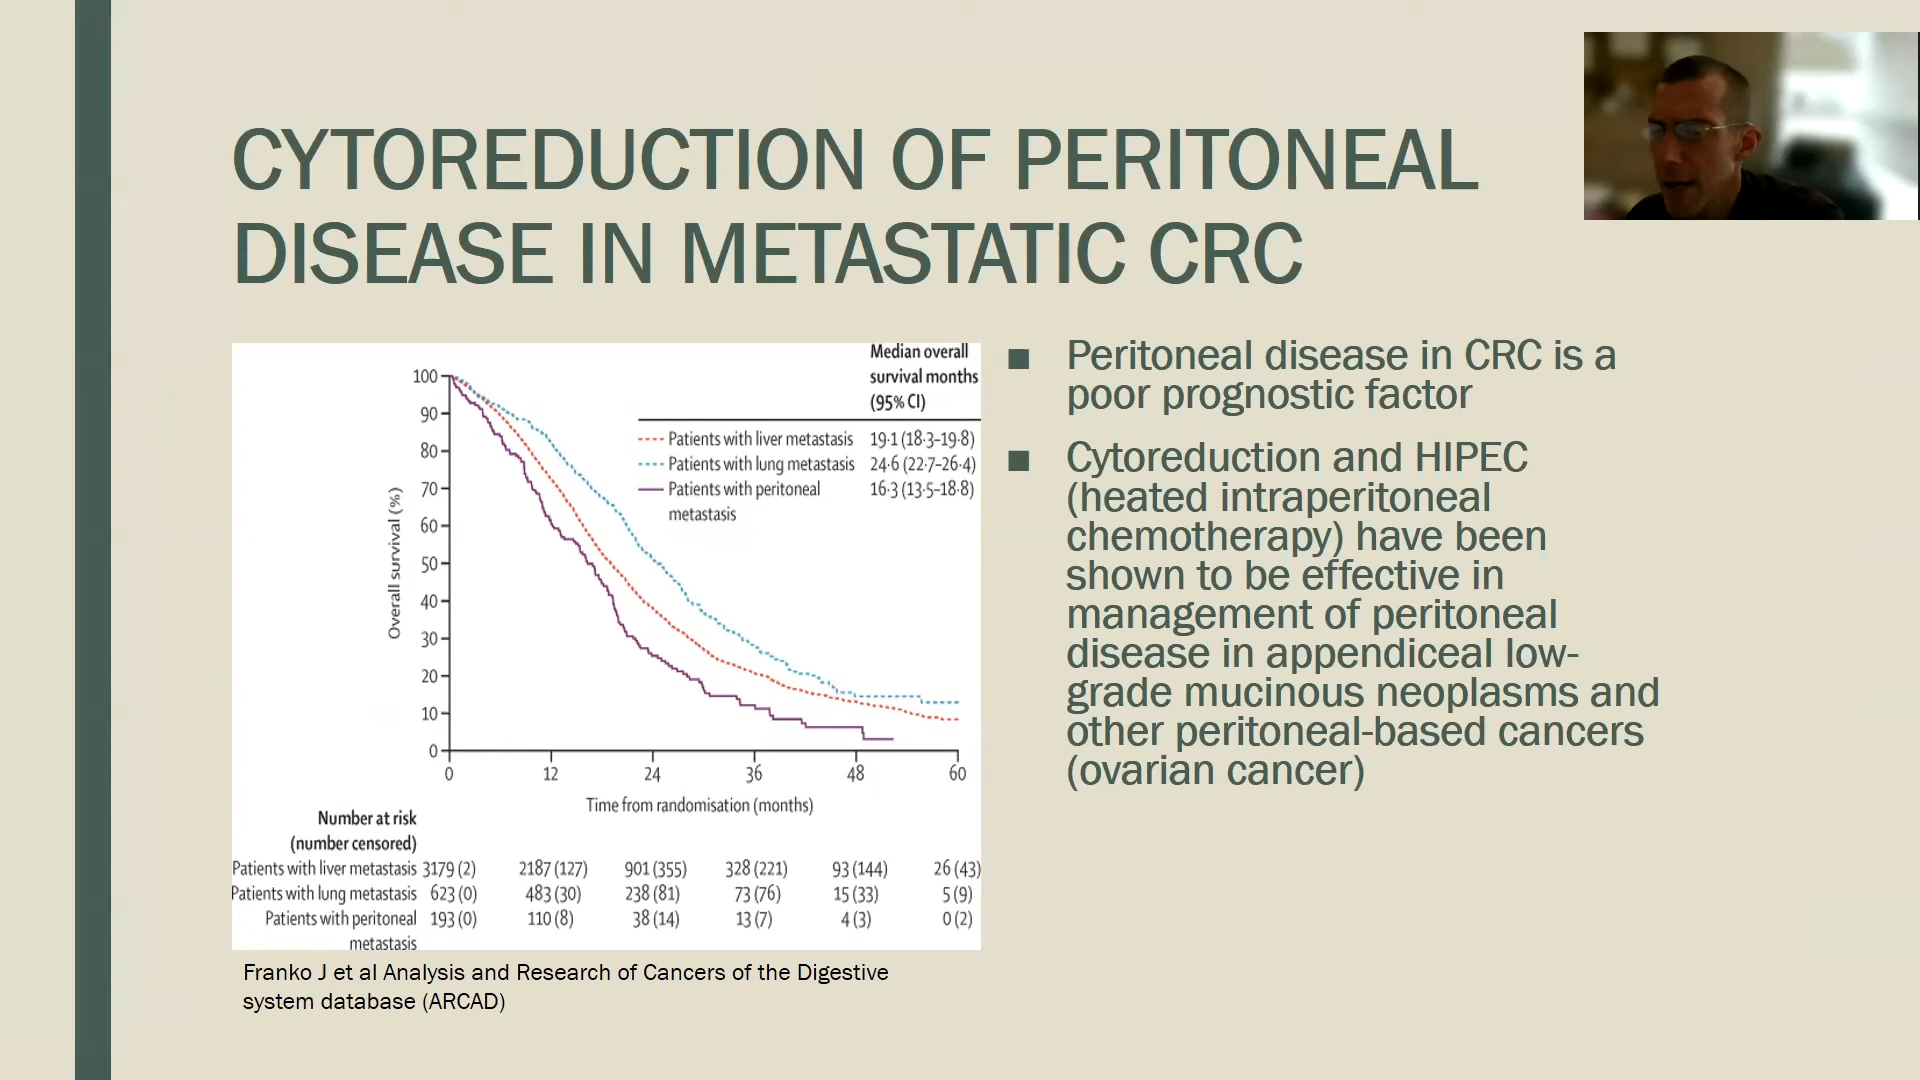 CYTOREDUCTION OF PERITONEAL
DISEASE IN METASTATIC CRC
Median overall
survival months
(95% CI)
Patients with liver metastasis 19·1 (18·3–19·8)
Patients with lung metastasis 24·6 (22·7–26·4)
Patients with peritoneal 16·3 (13·5–18·8)
metastasis
Overall survival (%)
100
90
80
70
60
50
40
30
20
10
0
0 12 24 36 48 60
Time from randomisation (months)
Number at risk
(number censored)
Patients with liver metastasis 3179 (2) 2187 (127) 901 (355) 328 (221) 93 (144) 26 (43)
Patients with lung metastasis 623 (0) 483 (30) 238 (81) 73 (76) 15 (33) 5 (9)
Patients with peritoneal 193 (0) 110 (8) 38 (14) 13 (7) 4 (3) 0 (2)
metastasis
Franko J et al Analysis and Research of Cancers of the Digestive
system database (ARCAD)
■ Peritoneal disease in CRC is a
poor prognostic factor
■ Cytoreduction and HIPEC
(heated intraperitoneal
chemotherapy) have been
shown to be effective in
management of peritoneal
disease in appendiceal low-
grade mucinous neoplasms and
other peritoneal-based cancers
(ovarian cancer)